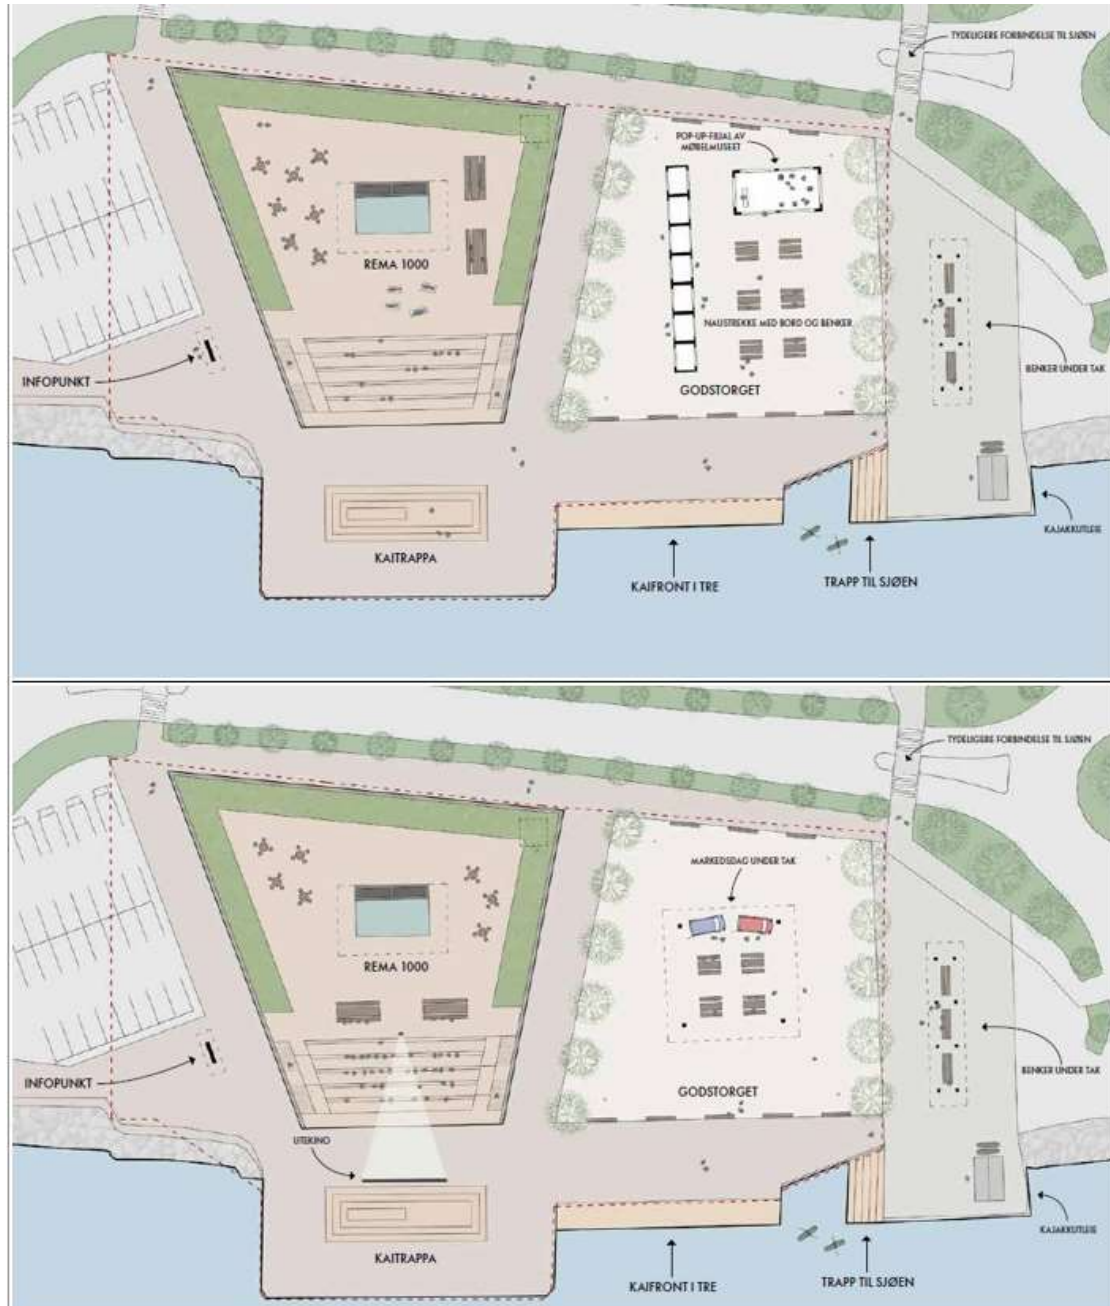 TYDELIGERE FORBINDELSE TIL SJØEN
POP-UP-FILIAL AV
MØBELMUSEET
REMA 1000
NAUSTREKKE MED BORD OG BENKER
INFOPUNKT
BENKER UNDER TAK
GODSTORGET
KAITRAPPA
KAJAKKUTLEIE
KAIFRONT I TRE
TRAPP TIL SJØEN
TYDELIGERE FORBINDELSE TIL SJØEN
MARKEDSDAG UNDER TAK
REMA 1000
INFOPUNKT
BENKER UNDER TAK
GODSTORGET
UTEKINO
KAJAKKUTLEIE
KAITRAPPA
KAIFRONT I TRE
TRAPP TIL SJØEN